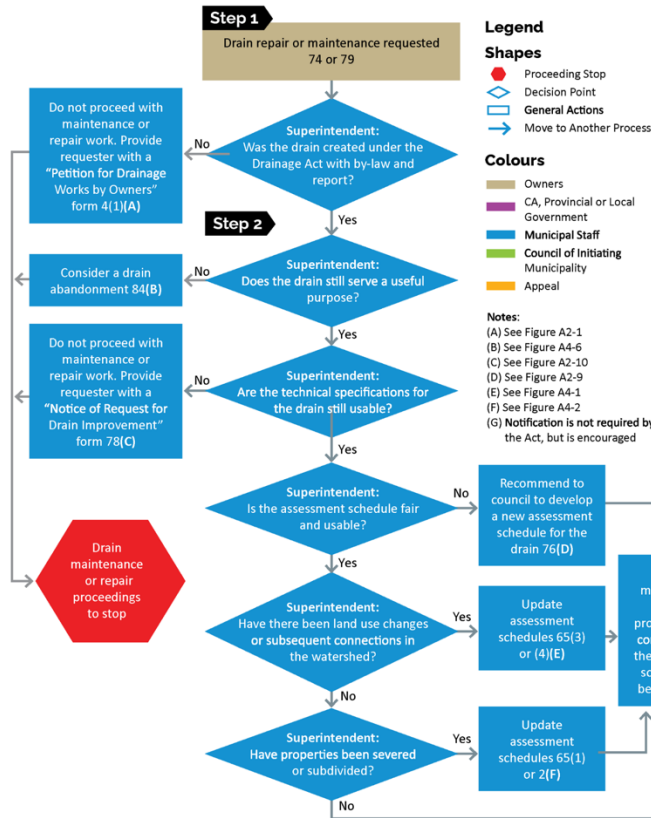 Step 1
Drain repair or maintenance requested
74 or 79
Do not proceed with
maintenance or
repair work. Provide
requester with a
“Petition for Drainage
Works by Owners”
form 4(1)(A)
No
Superintendent:
Was the drain created under the
Drainage Act with by-law and
report?
Yes
Step 2
Consider a drain
abandonment 84(B)
No
Superintendent:
Does the drain still serve a useful
purpose?
Yes
Do not proceed with
maintenance or
repair work. Provide
requester with a
“Notice of Request for
Drain Improvement”
form 78(C)
No
Superintendent:
Are the technical specifications for
the drain still usable?
Yes
Superintendent:
Is the assessment schedule fair
and usable?
No
Recommend to
council to develop
a new assessment
schedule for the
drain 76(D)
Yes
Drain
maintenance
or repair
proceedings
to stop
Superintendent:
Have there been land use changes
or subsequent connections in
the watershed?
Yes
Update
assessment
schedules 65(3)
or (4)(E)
No
Superintendent:
Have properties been severed
or subdivided?
Yes
Update
assessment
schedules 65(1)
or 2(F)
No
Legend
Shapes
Proceeding Stop
Decision Point
General Actions
Move to Another Process
Colours
Owners
CA, Provincial or Local
Government
Municipal Staff
Council of Initiating
Municipality
Appeal
Notes:
(A) See Figure A2-1
(B) See Figure A4-6
(C) See Figure A2-10
(D) See Figure A2-9
(E) See Figure A4-1
(F) See Figure A4-2
(G) Notification is not required by
the Act, but is encouraged